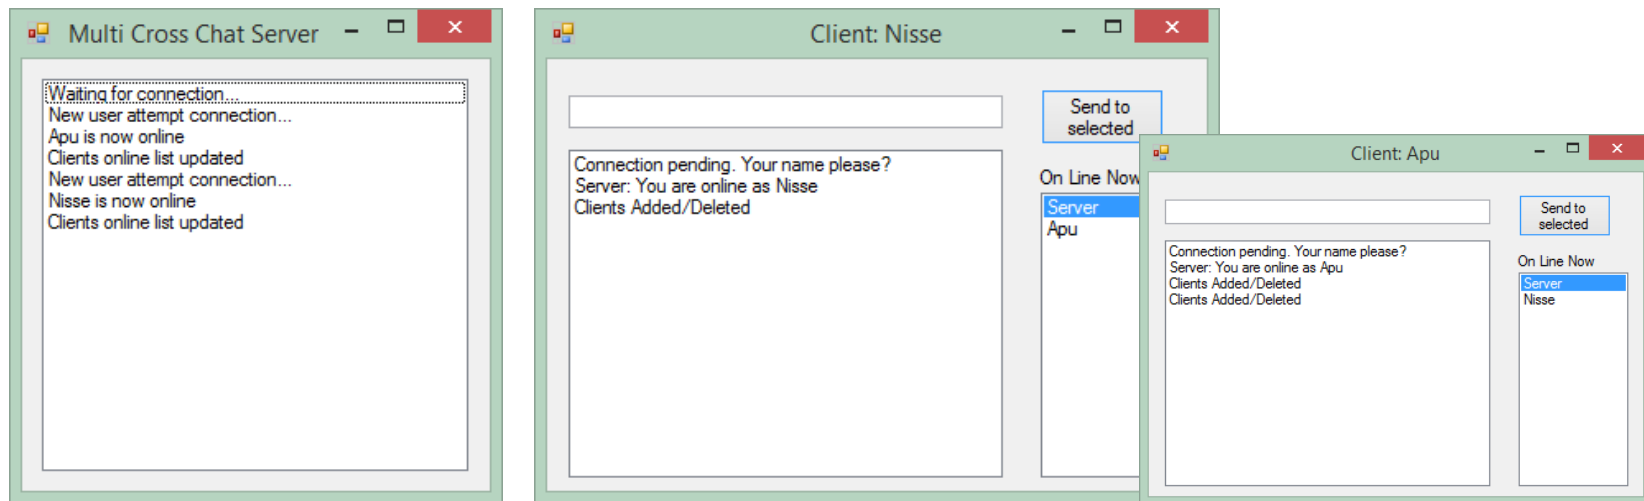 Multi Cross Chat Server
Waiting for connection...
New user attempt connection...
Apu is now online
Clients online list updated
New user attempt connection...
Nisse is now online
Clients online list updated
Client: Nisse
Send to
selected
Connection pending. Your name please?
Server: You are online as Nisse
Clients Added/Deleted
On Line Now
Server
Apu
Client: Apu
Send to
selected
Connection pending. Your name please?
Server: You are online as Apu
Clients Added/Deleted
Clients Added/Deleted
On Line Now
Server
Nisse